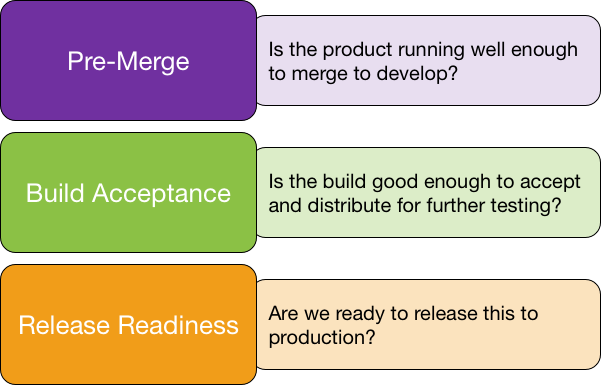 Pre-Merge
Is the product running well enough
to merge to develop?
Build Acceptance
Is the build good enough to accept
and distribute for further testing?
Release Readiness
Are we ready to release this to
production?